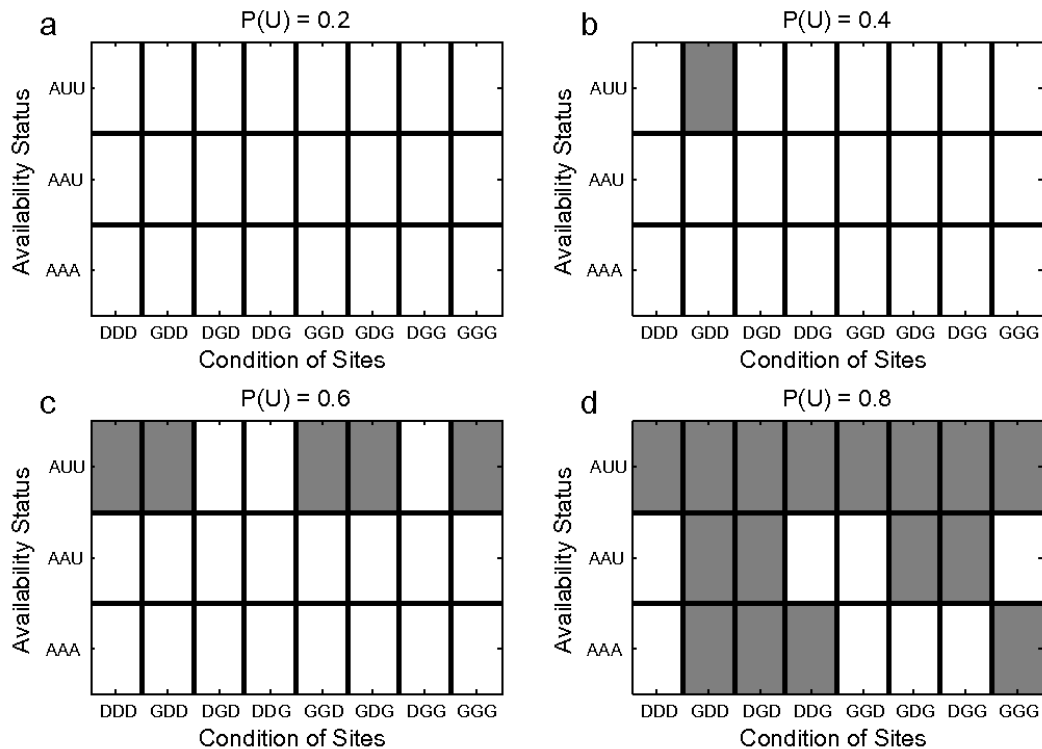 a
P(U) = 0.2
Availability Status
AUU
AAU
AAA
DDD GDD DGD DDG GGD GDG DGG GGG
Condition of Sites
b
P(U) = 0.4
Availability Status
AUU
AAU
AAA
DDD GDD DGD DDG GGD GDG DGG GGG
Condition of Sites
c
P(U) = 0.6
Availability Status
AUU
AAU
AAA
DDD GDD DGD DDG GGD GDG DGG GGG
Condition of Sites
d
P(U) = 0.8
Availability Status
AUU
AAU
AAA
DDD GDD DGD DDG GGD GDG DGG GGG
Condition of Sites